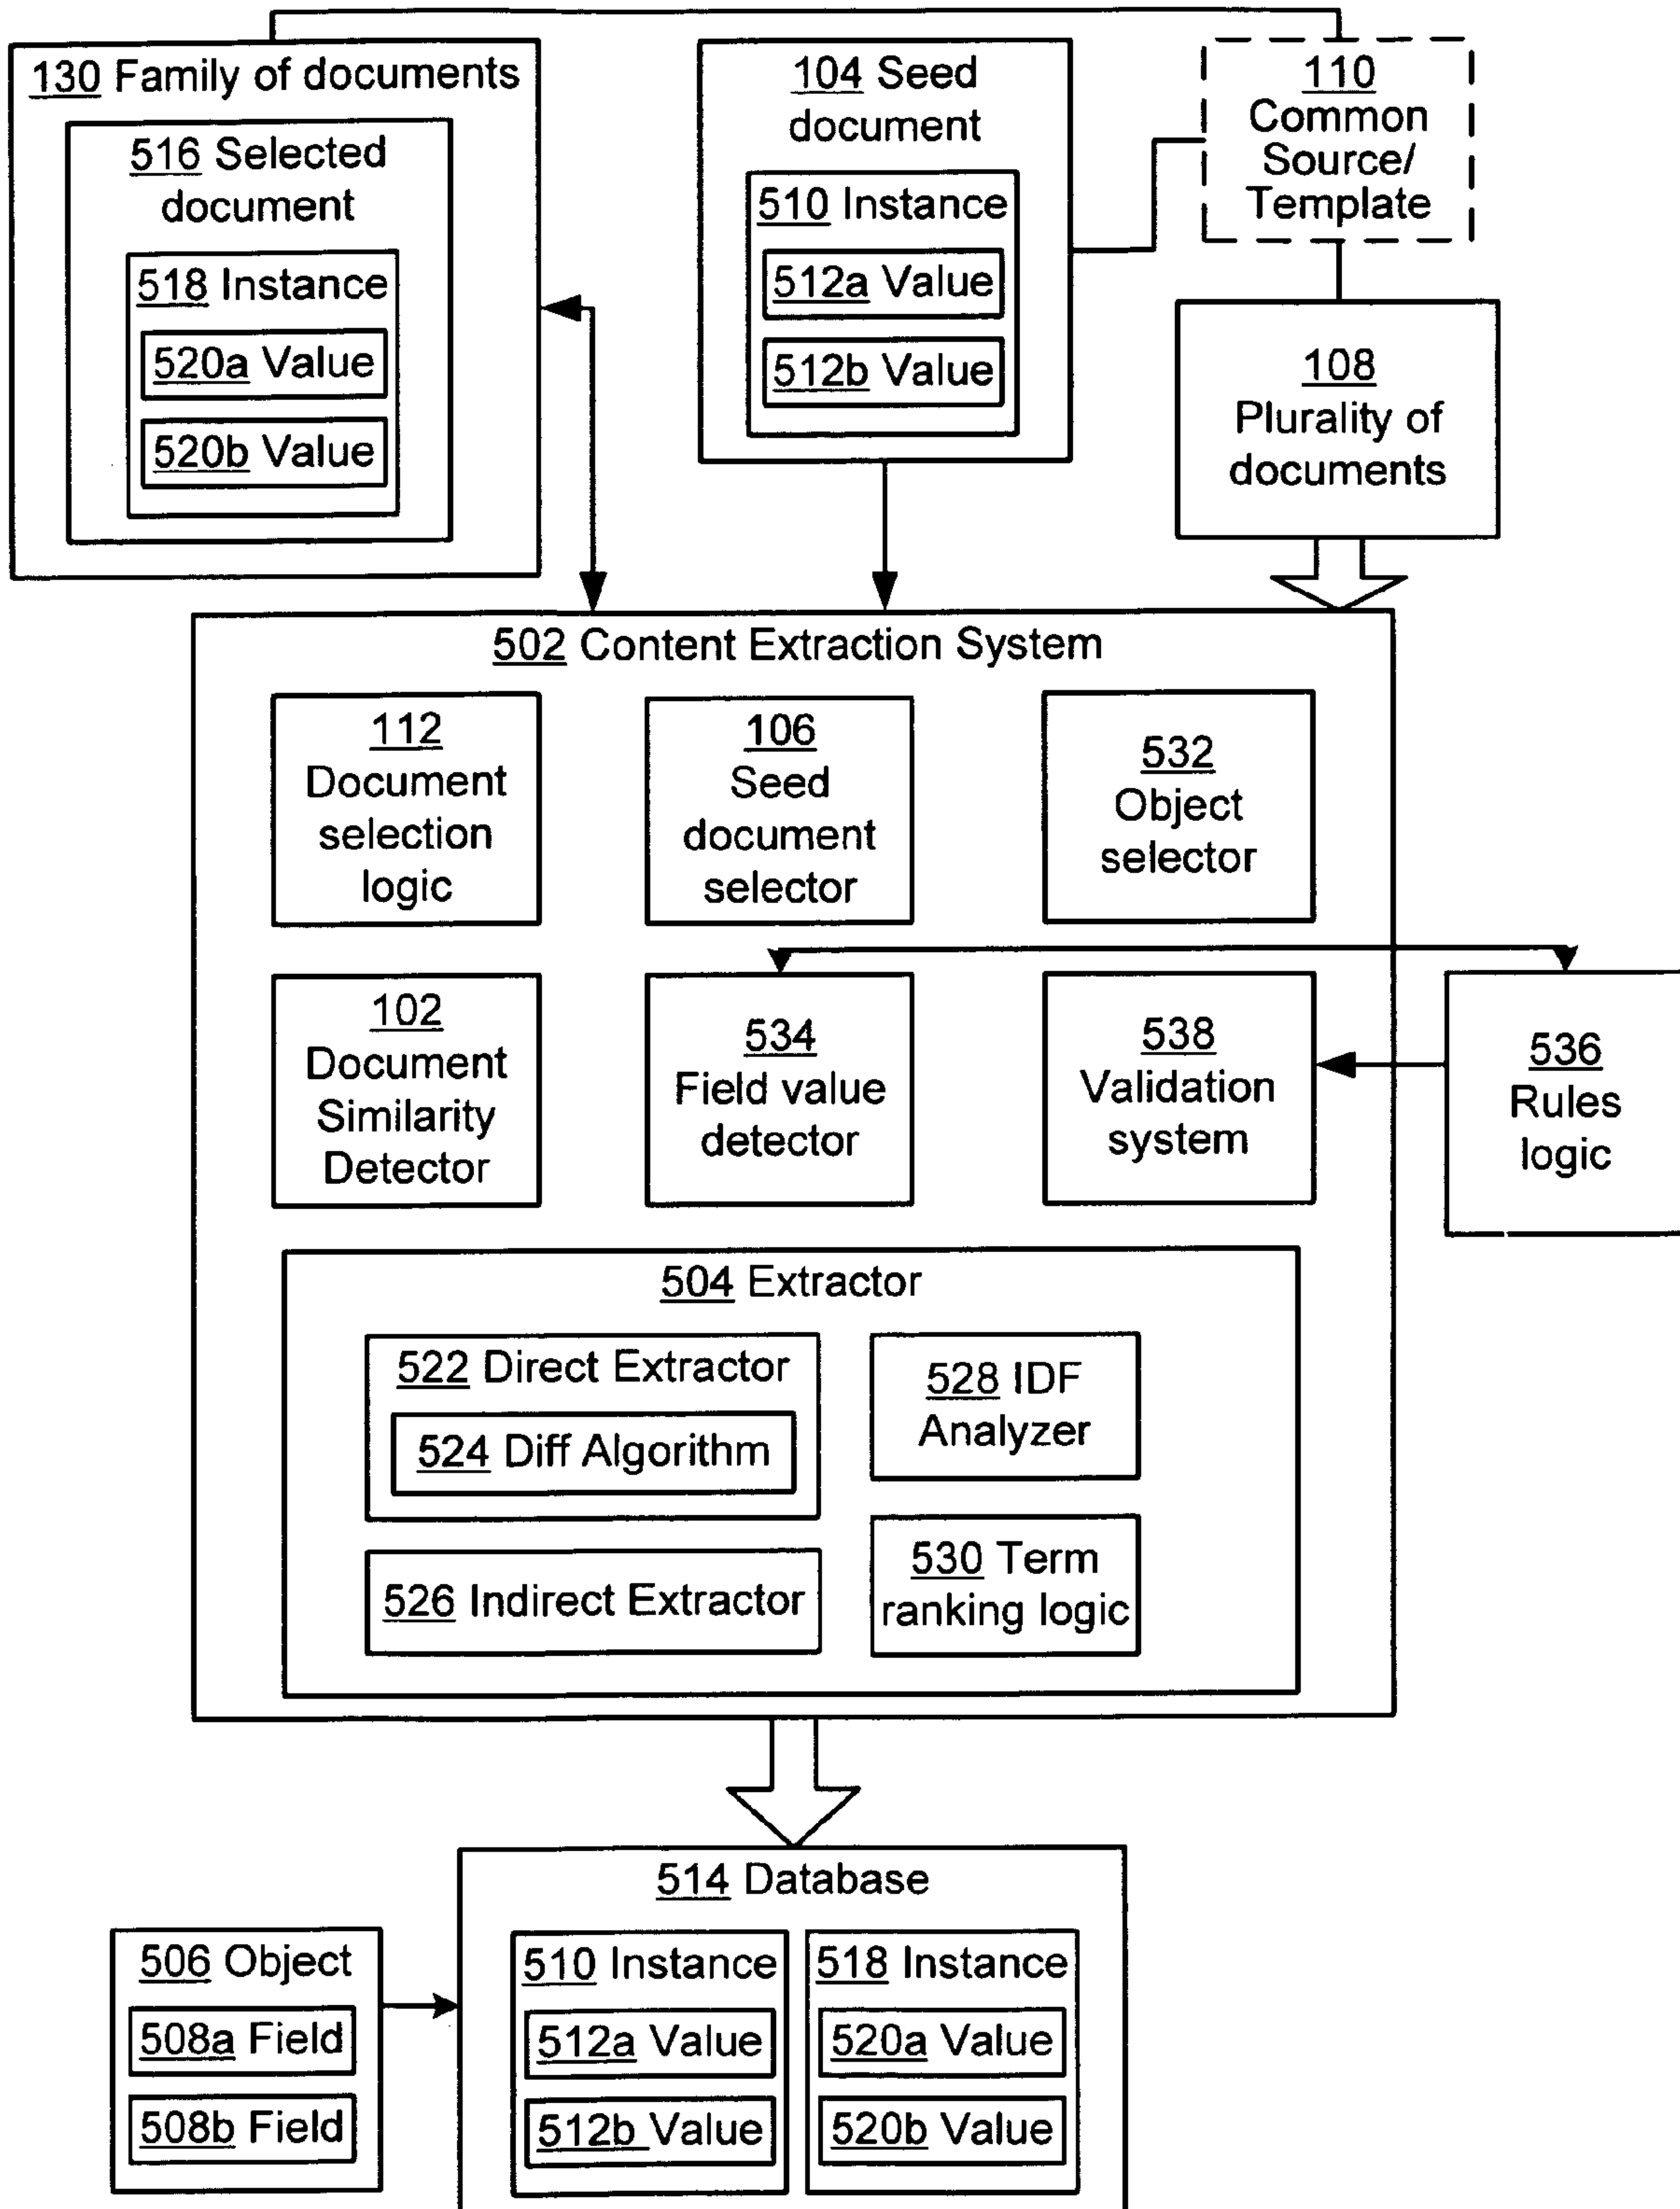 130 Family of documents
516 Selected
document
518 Instance
520a Value
520b Value
104 Seed
document
510 Instance
512a Value
512b Value
110
Common
Source/
Template
108
Plurality of
documents
502 Content Extraction System
112
Document
selection
logic
106
Seed
document
selector
532
Object
selector
102
Document
Similarity
Detector
534
Field value
detector
538
Validation
system
536
Rules
logic
504 Extractor
522 Direct Extractor
524 Diff Algorithm
526 Indirect Extractor
528 IDF
Analyzer
530 Term
ranking logic
514 Database
506 Object
508a Field
508b Field
510 Instance
512a Value
512b Value
518 Instance
520a Value
520b Value